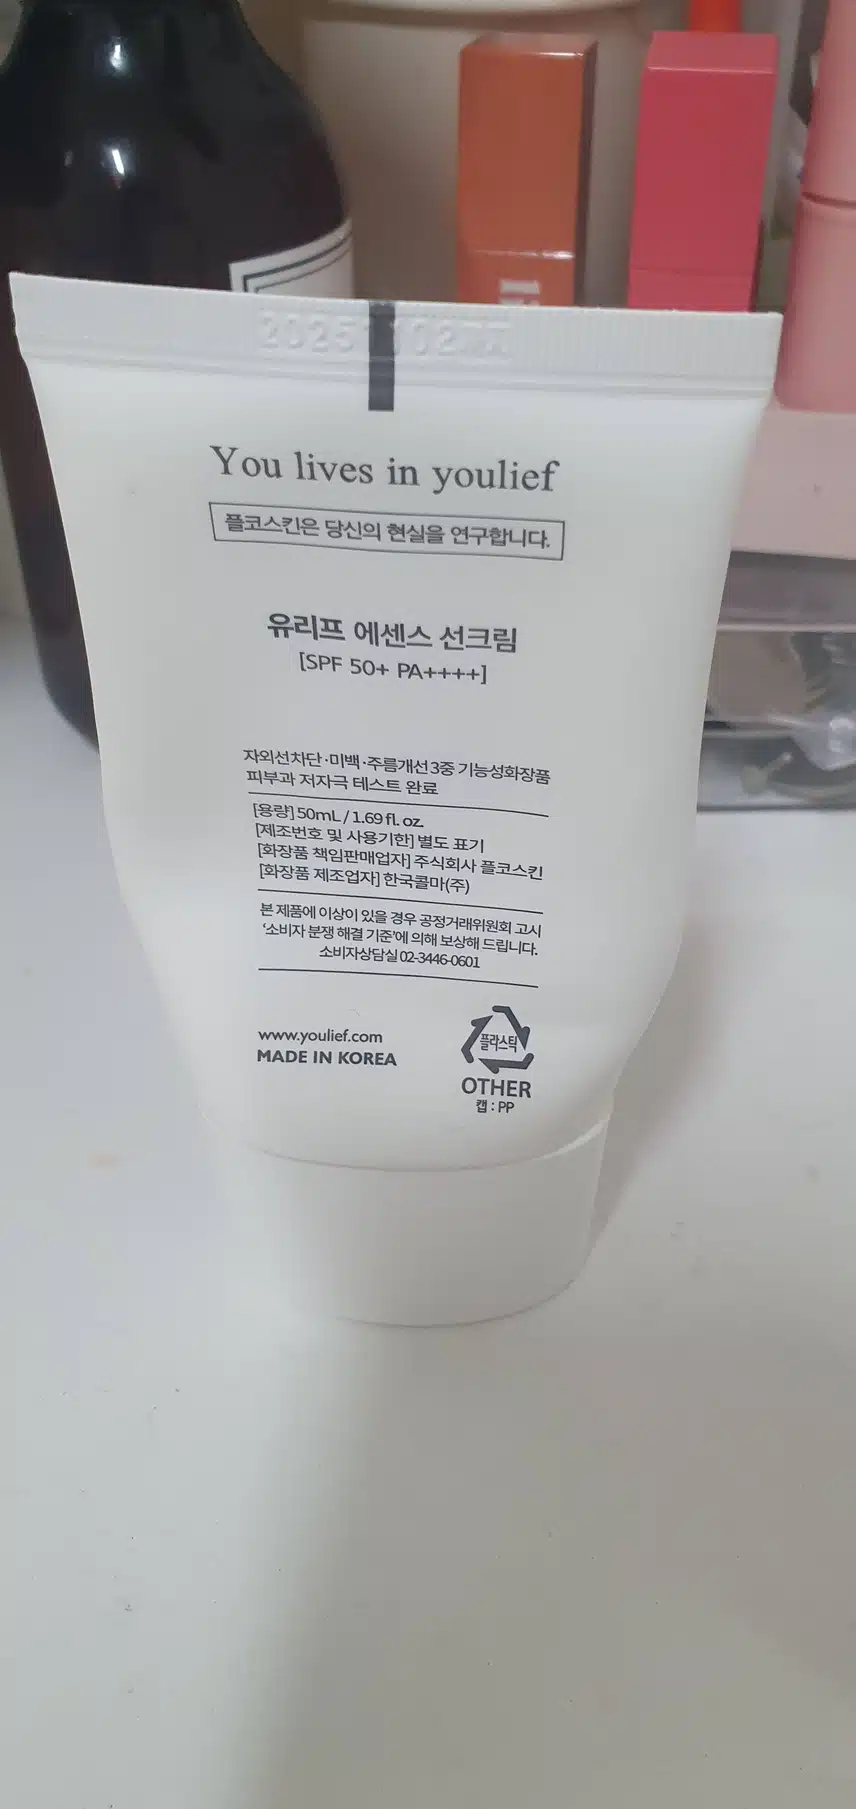 You lives in youlief
플코스킨은 당신의 현실을 연구합니다.
유리프 에센스 선크림
[SPF 50+ PA++++]
자외선차단·미백·주름개선 3중 기능성화장품
피부과 저자극 테스트 완료
[용량] 50mL / 1.69 fl. oz.
[제조번호 및 사용기한] 별도 표기
[화장품 책임판매업자] 주식회사 플코스킨
[화장품 제조업자] 한국콜마(주)
본 제품에 이상이 있을 경우 공정거래위원회 고시
‘소비자 분쟁 해결 기준’에 의해 보상해 드립니다.
소비자상담실 02-3446-0601
www.youlief.com
MADE IN KOREA
플라스틱
OTHER
캡 : PP